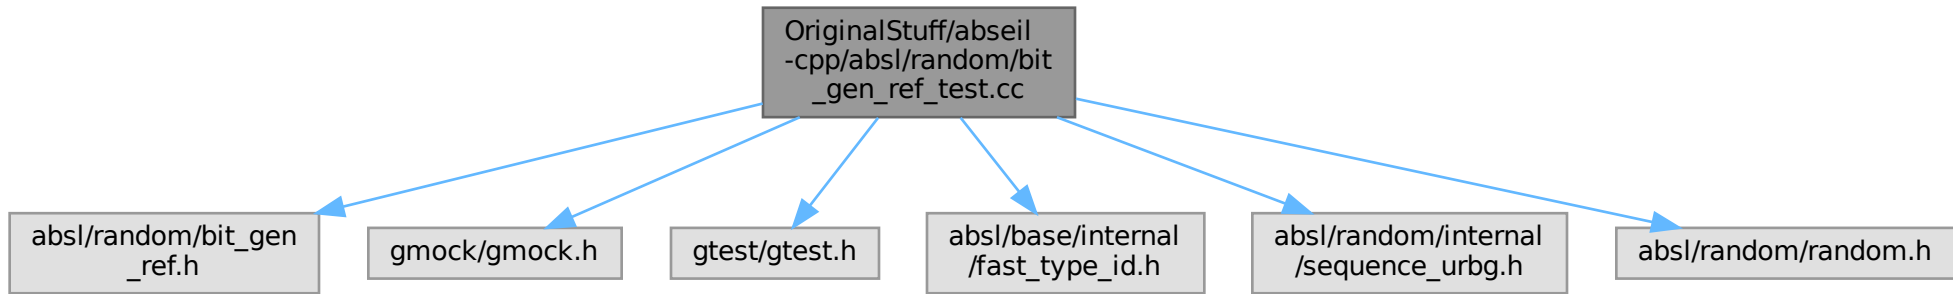 OriginalStuff/abseil
-cpp/absl/random/bit
_gen_ref_test.cc
absl/random/bit_gen
_ref.h
gmock/gmock.h
gtest/gtest.h
absl/base/internal
/fast_type_id.h
absl/random/internal
/sequence_urbg.h
absl/random/random.h